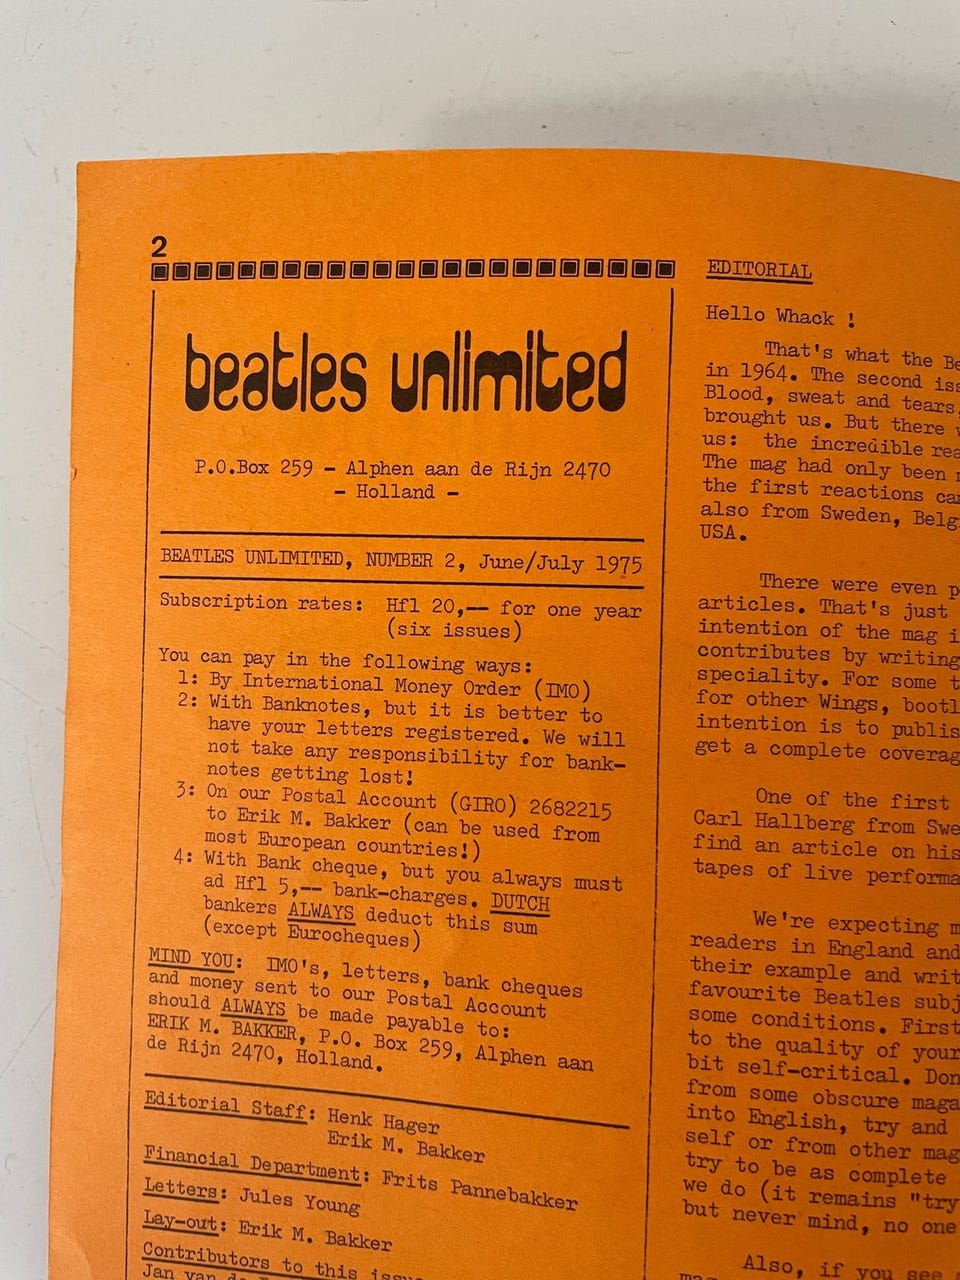 2
beatles unlimited
P.O.Box 259 - Alphen aan de Rijn 2470
- Holland -
BEATLES UNLIMITED, NUMBER 2, June/July 1975
Subscription rates: Hfl 20,-- for one year
(six issues)
You can pay in the following ways:
1: By International Money Order (IMO)
2: With Banknotes, but it is better to
have your letters registered. We will
not take any responsibility for bank-
notes getting lost!
3: On our Postal Account (GIRO) 2682215
to Erik M. Bakker (can be used from
most European countries!)
4: With Bank cheque, but you always must
ad Hfl 5,-- bank-charges. DUTCH
bankers ALWAYS deduct this sum
(except Eurocheques)
MIND YOU: IMO's, letters, bank cheques
and money sent to our Postal Account
should ALWAYS be made payable to:
ERIK M. BAKKER, P.O. Box 259, Alphen aan
de Rijn 2470, Holland.
Editorial Staff: Henk Hager
Erik M. Bakker
Financial Department: Frits Pannebakker
Letters: Jules Young
Lay-out: Erik M. Bakker
Contributors to this
Jan van
EDITORIAL
Hello Whack !
That's what the
in 1964. The second
Blood, sweat and tears,
brought us. But there
us: the incredible
The mag had only been
the first reactions
also from Sweden,
USA.
There were even
articles. That's just
intention of the mag
contributes by writing
speciality. For some
for other Wings,
intention is to
get a complete
One of the first
Carl Hallberg from
find an article on his
tapes of live
We're expecting
readers in England and
their example and
favourite Beatles
some conditions. First
to the quality of your
bit self-critical.
from some obscure
into English, try and
self or from other
try to be as complete
we do (it remains "try
but never mind, no one
Also, if you see